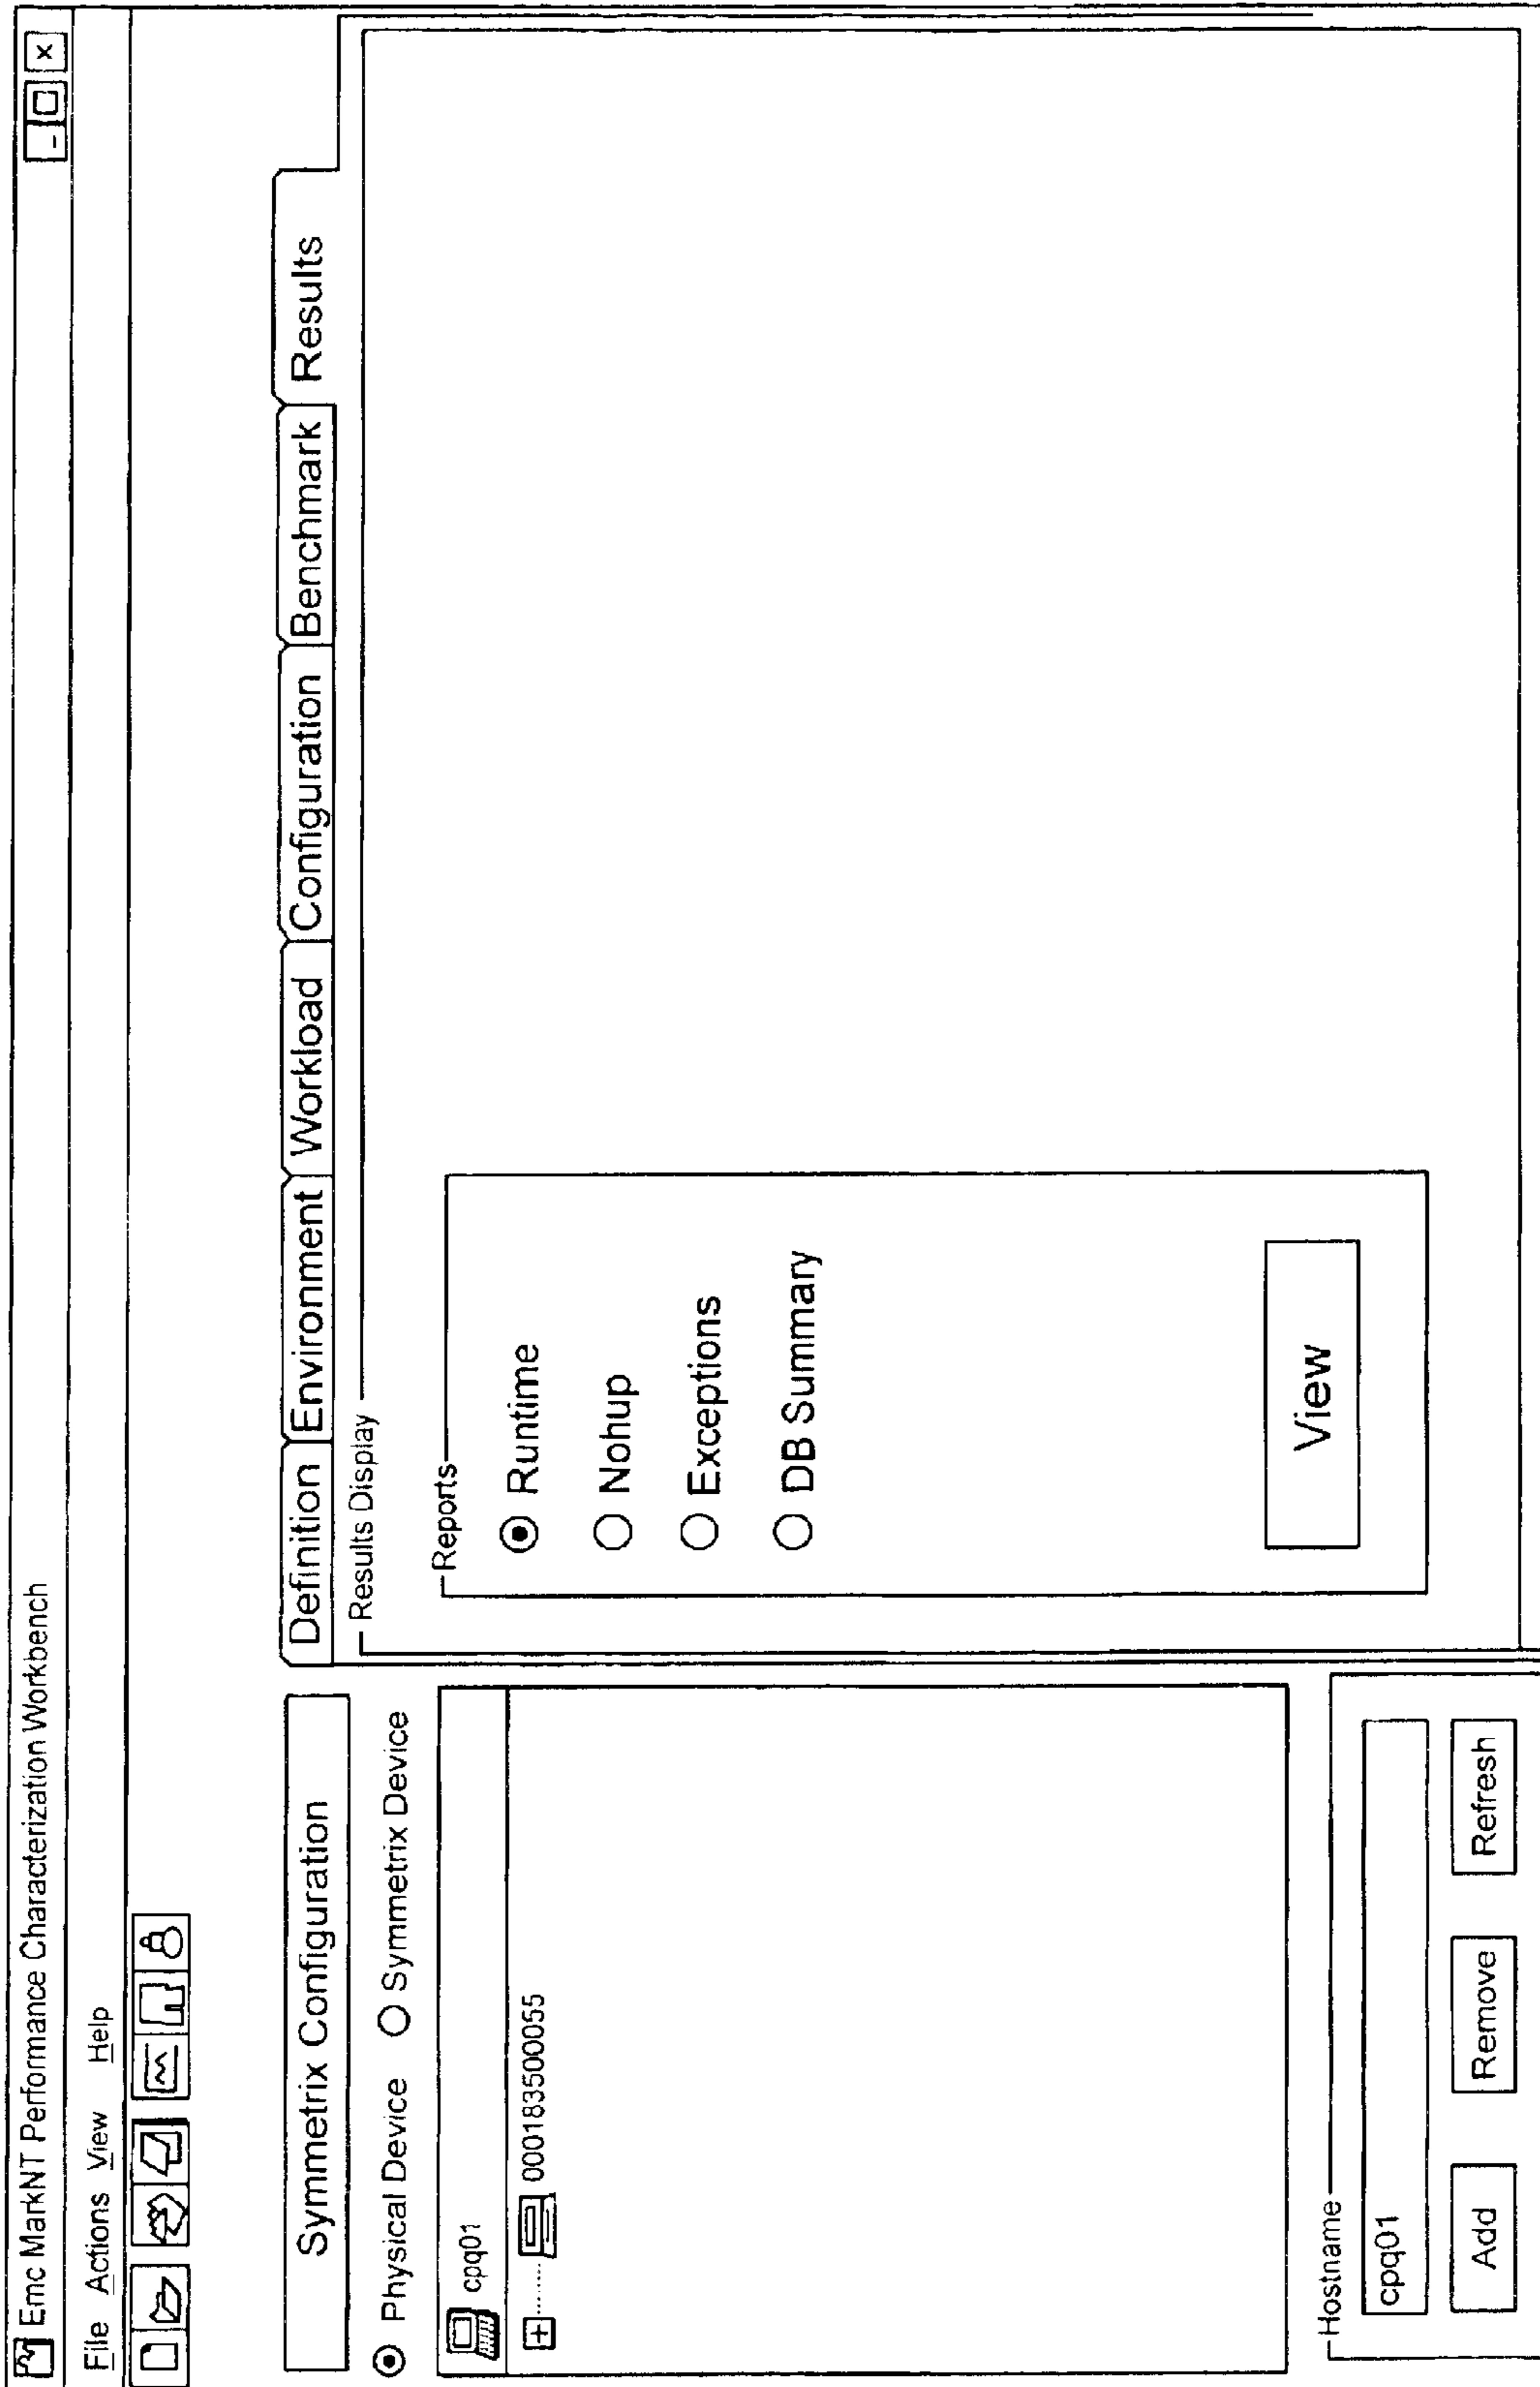 Emc MarkNT Performance Characterization Workbench
File Actions View Help
Symmetrix Configuration
Physical Device Symmetrix Device
cpq01
000183500055
Hostname
cpq01
Add Remove Refresh
Definition Environment Workload Configuration Benchmark Results
Results Display
Reports
Runtime
Nohup
Exceptions
DB Summary
View